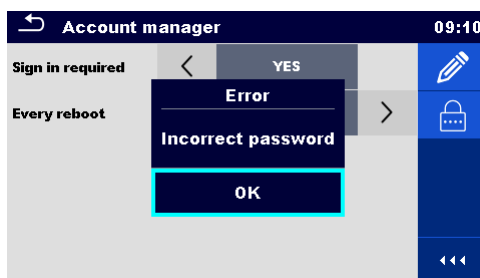 Account manager 09:10
Sign in required YES
Error
Every reboot
Incorrect password
OK